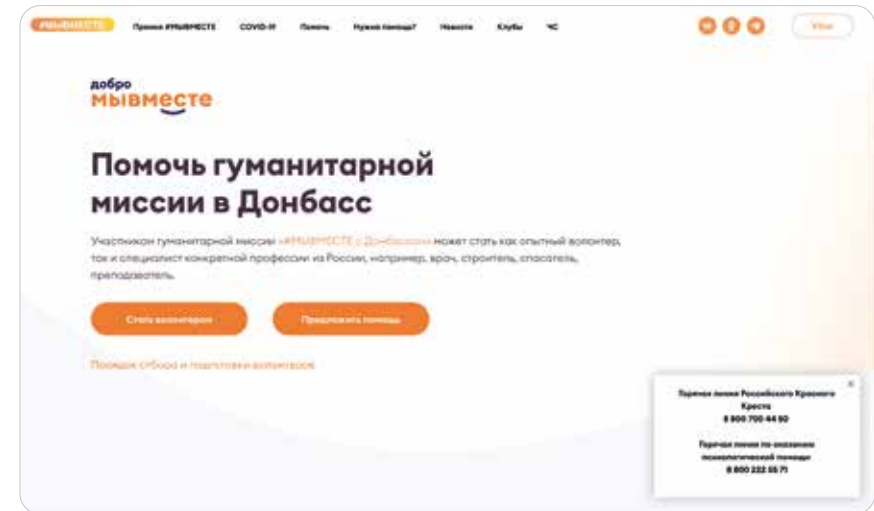 #МЫВМЕСТЕ Премия #МЫВМЕСТЕ COVID-19 Помочь Нужна помощь? Новости Клубы ЧС
добро
мывместе
Помочь гуманитарной
миссии в Донбасс
Участником гуманитарной миссии «#МЫВМЕСТЕ с Донбассом» может стать как опытный волонтер,
так и специалист конкретной профессии из России, например, врач, строитель, спасатель,
преподаватель.
Стать волонтером Предложить помощь
Порядок отбора и подготовки волонтеров
Горячая линия Российского Красного
Креста
8 800 700 44 50
Горячая линия по оказанию
психологической помощи
8 800 222 55 71